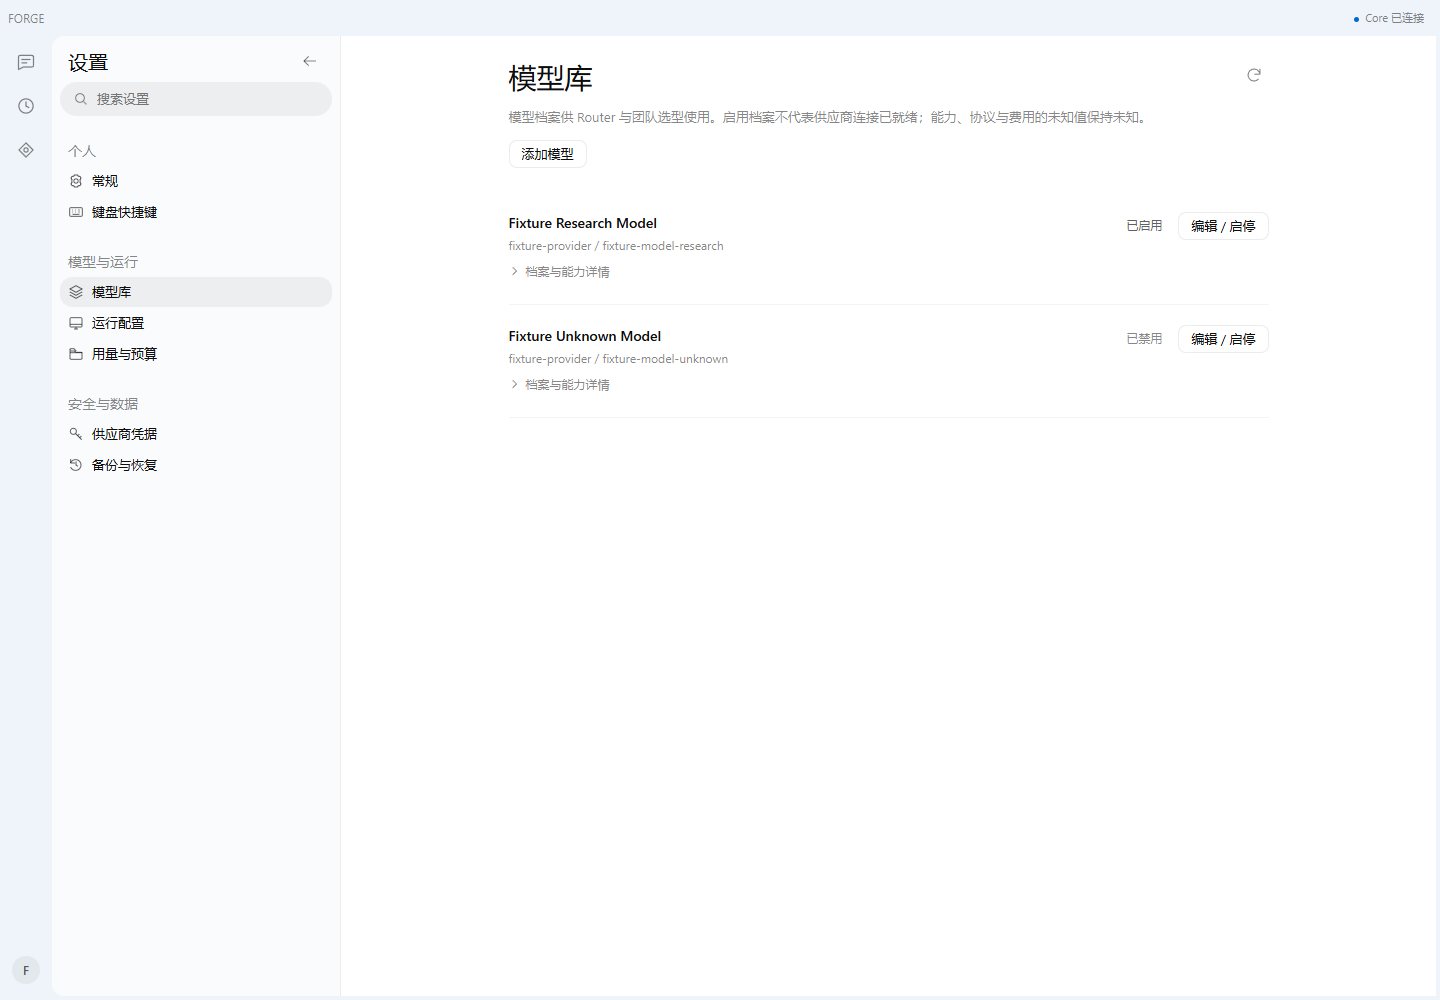 FORGE
Core 已连接
设置
搜索设置
个人
常规
键盘快捷键
模型与运行
模型库
运行配置
用量与预算
安全与数据
供应商凭据
备份与恢复
F
模型库
模型档案供 Router 与团队选型使用。启用档案不代表供应商连接已就绪；能力、协议与费用的未知值保持未知。
添加模型
Fixture Research Model
已启用
编辑 / 启停
fixture-provider / fixture-model-research
档案与能力详情
Fixture Unknown Model
已禁用
编辑 / 启停
fixture-provider / fixture-model-unknown
档案与能力详情